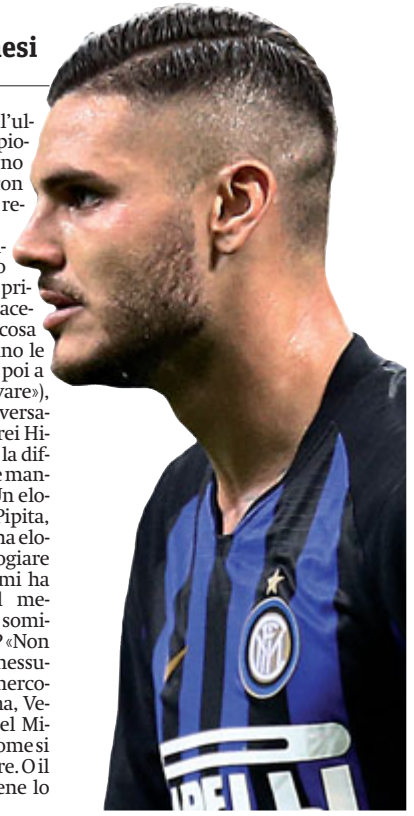 esi
l'ul-
pio-
no
on
re-
o
pri-
ace-
cosa
no le
poi a
vare»),
versa-
rei Hi-
la dif-
e man-
Un elo-
Pipita,
na elo-
ogiare
mi ha
l me-
somi-
? «Non
nessu-
nerco-
na, Ve-
el Mi-
ome si
re. O il
ene lo